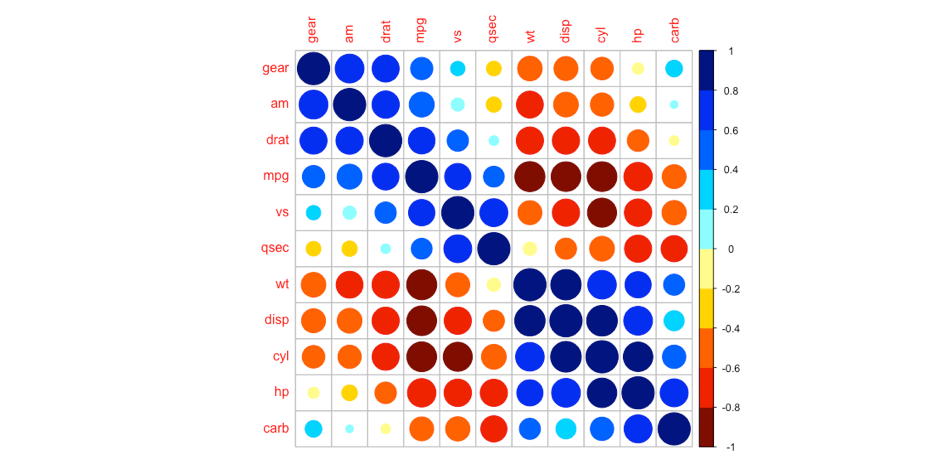 gear am drat mpg vs qsec wt disp cyl hp carb
gear
am
drat
mpg
vs
qsec
wt
disp
cyl
hp
carb
1
0.8
0.6
0.4
0.2
0
-0.2
-0.4
-0.6
-0.8
-1